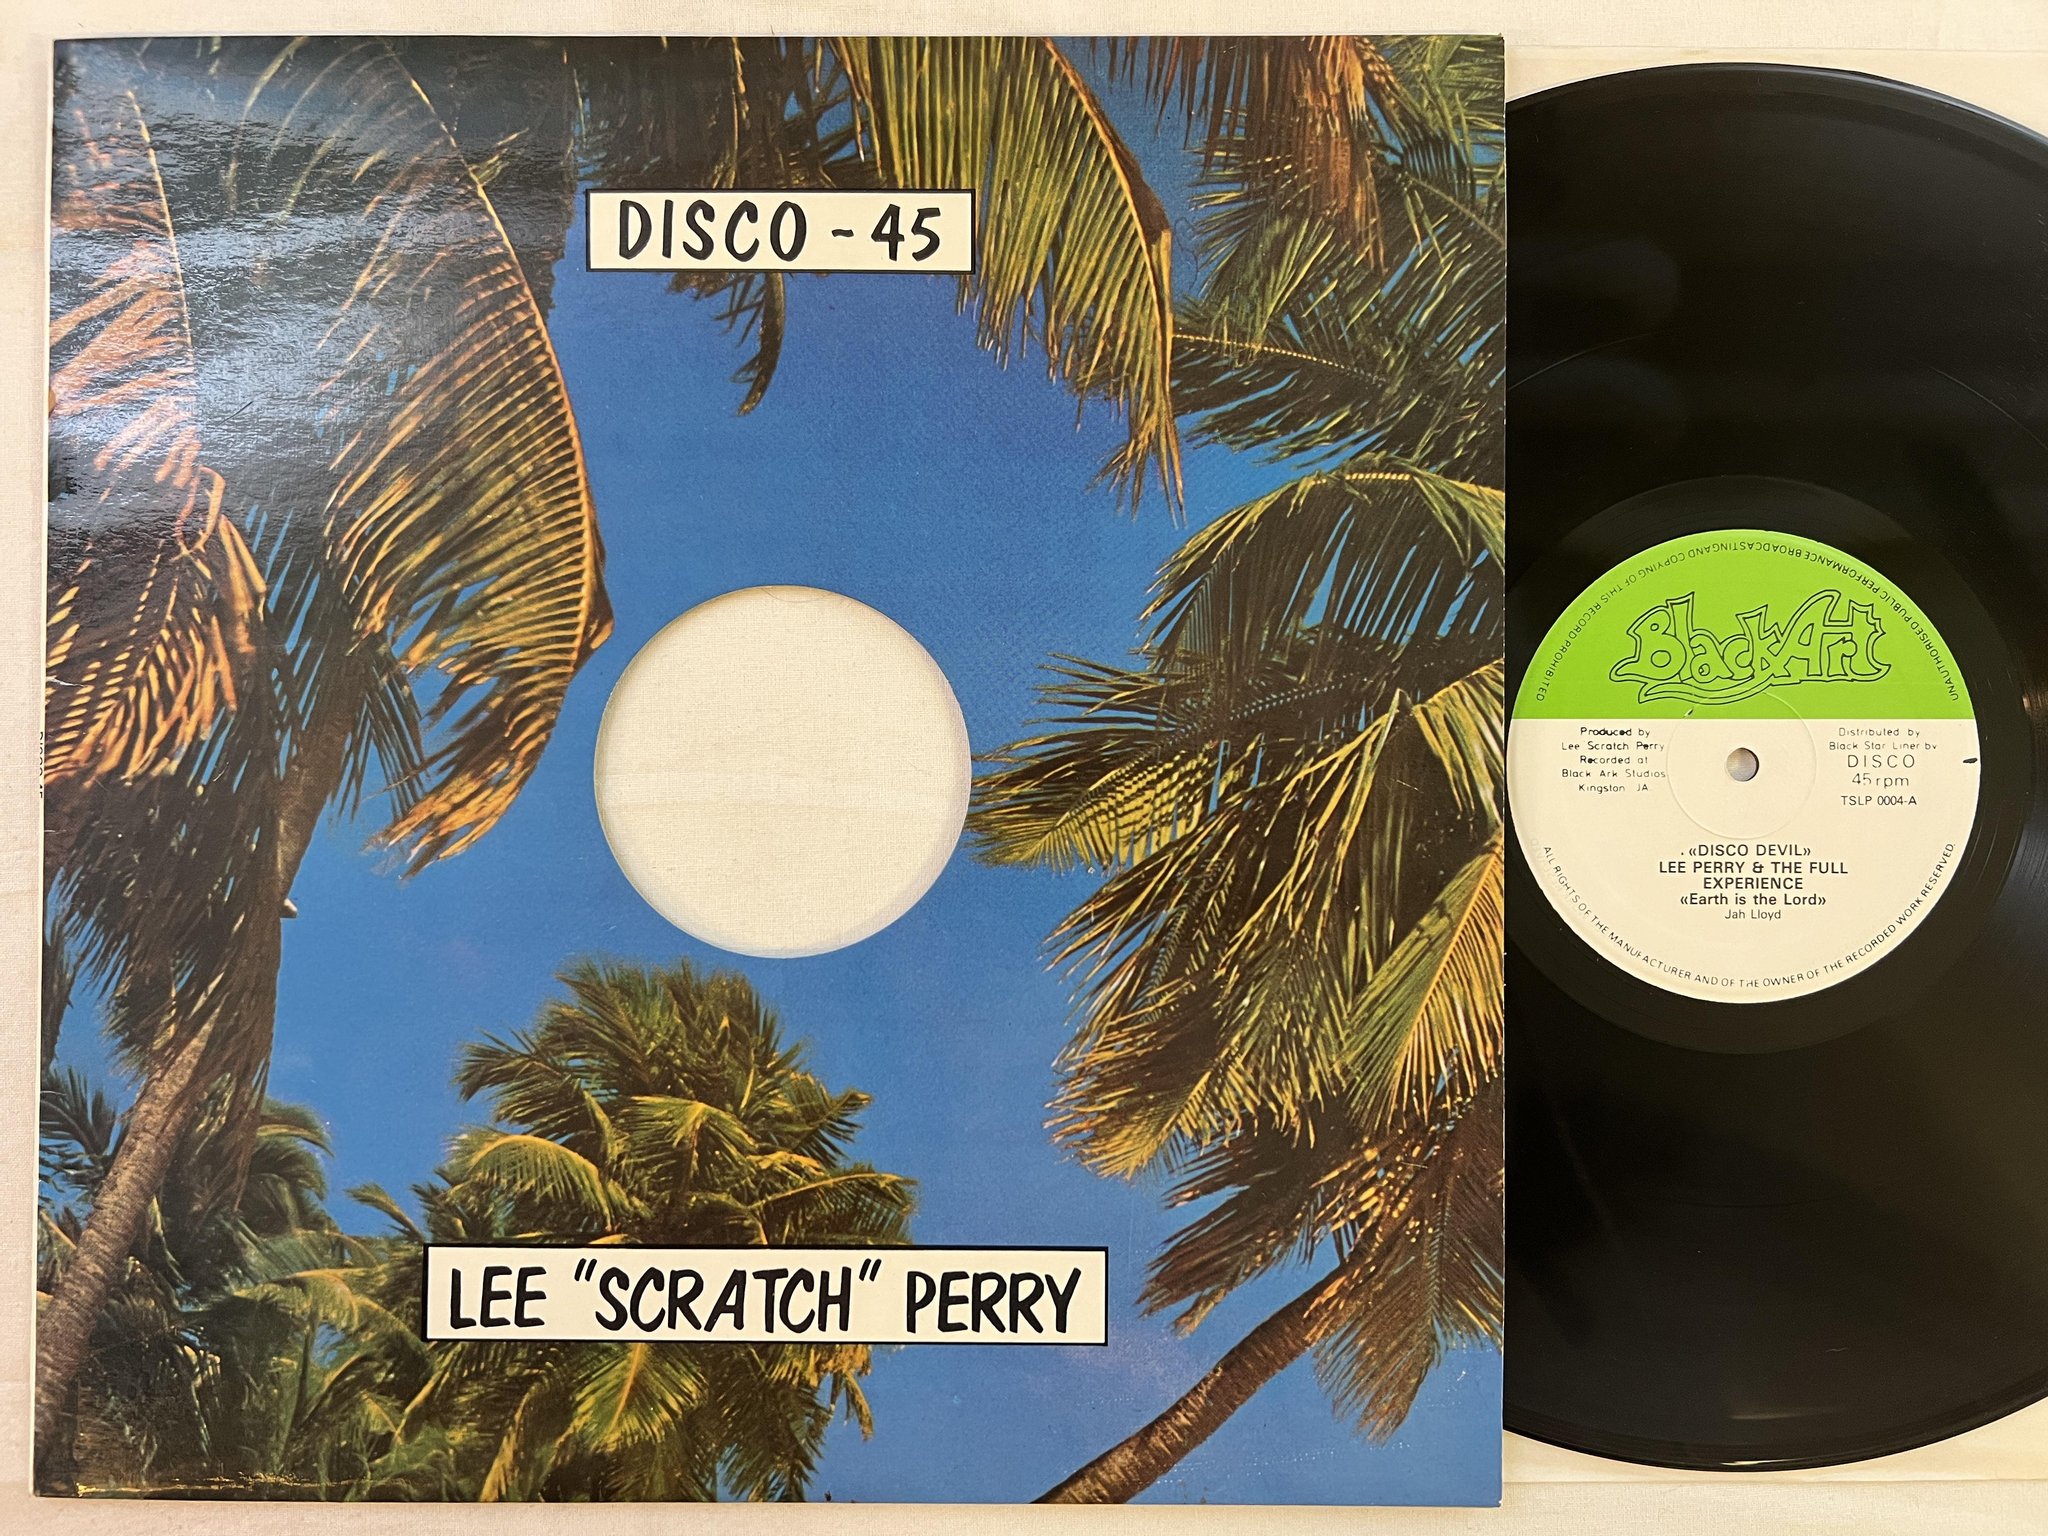 DISCO - 45
LEE "SCRATCH" PERRY
UNAUTHORISED PUBLIC PERFORMANCE BROADCASTING AND COPYING OF THIS RECORD PROHIBITED
Black Art
Produced by
Lee Scratch Perry
Recorded at
Black Ark Studios
Kingston JA.
Distributed by
Black Star Liner bv
DISCO
45 rpm
TSLP 0004-A
«DISCO DEVIL»
LEE PERRY & THE FULL
EXPERIENCE
«Earth is the Lord»
Jah Lloyd
ALL RIGHTS OF THE MANUFACTURER AND OF THE OWNER OF THE RECORDED WORK RESERVED.